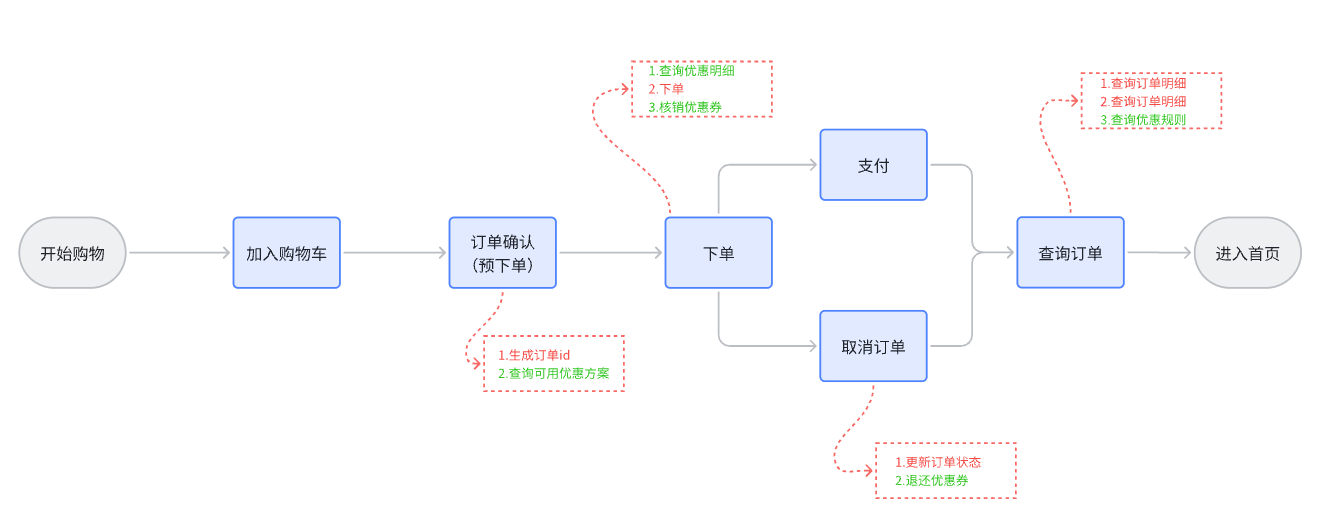 1.查询优惠明细
2.下单
3.核销优惠券
1.查询订单明细
2.查询订单明细
3.查询优惠规则
支付
开始购物
加入购物车
订单确认
（预下单）
下单
查询订单
进入首页
取消订单
1.生成订单id
2.查询可用优惠方案
1.更新订单状态
2.退还优惠券